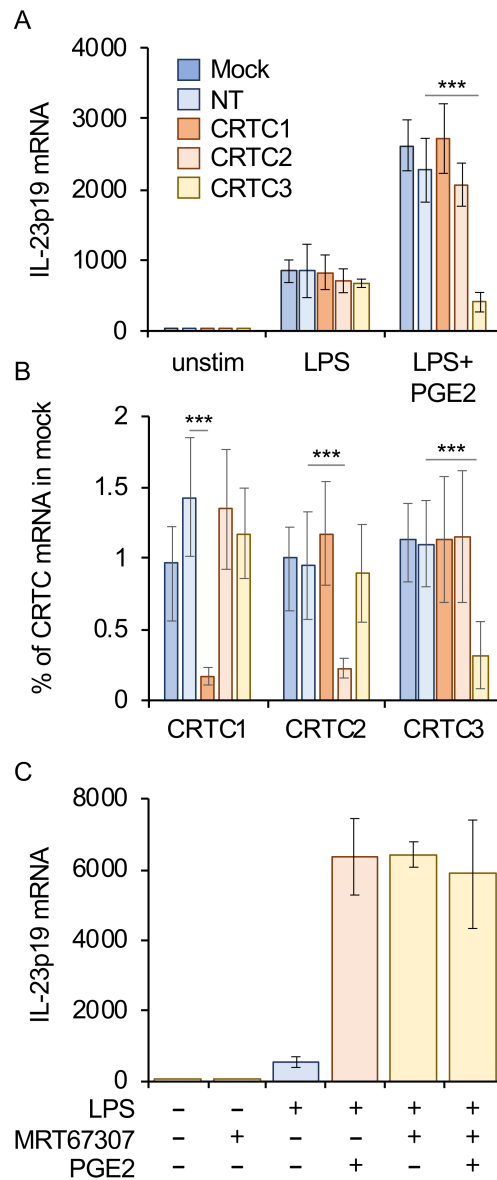 A
IL-23p19 mRNA
4000
3000
2000
1000
0
Mock
NT
CRTC1
CRTC2
CRTC3
***
unstim
LPS
LPS+
PGE2
B
% of CRTC mRNA in mock
2
1.5
1
0.5
0
***
***
***
CRTC1
CRTC2
CRTC3
C
IL-23p19 mRNA
8000
6000
4000
2000
0
LPS – – + + + +
MRT67307 – + – – + +
PGE2 – – – + – +